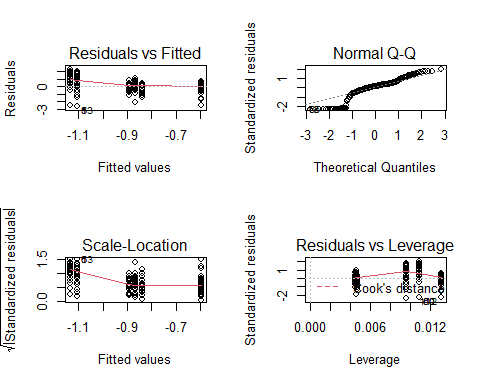 Residuals vs Fitted
Residuals
0
-3
-1.1 -0.9 -0.7
Fitted values
Normal Q-Q
Standardized residuals
1
-2
-3 -2 -1 0 1 2 3
Theoretical Quantiles
Scale-Location
√|Standardized residuals|
1.5
0.0
-1.1 -0.9 -0.7
Fitted values
Residuals vs Leverage
Standardized residuals
1
-2
Cook's distance
0.000 0.006 0.012
Leverage